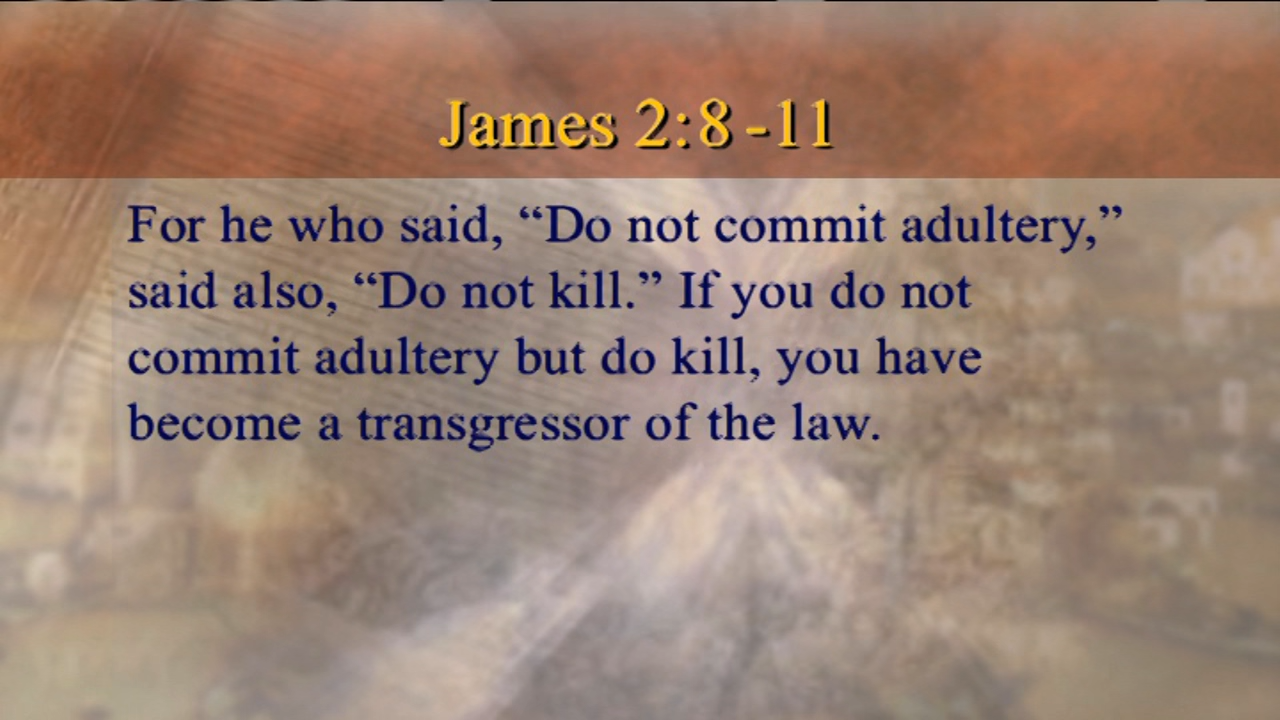 James 2:8-11
For he who said, “Do not commit adultery,”
said also, “Do not kill.” If you do not
commit adultery but do kill, you have
become a transgressor of the law.